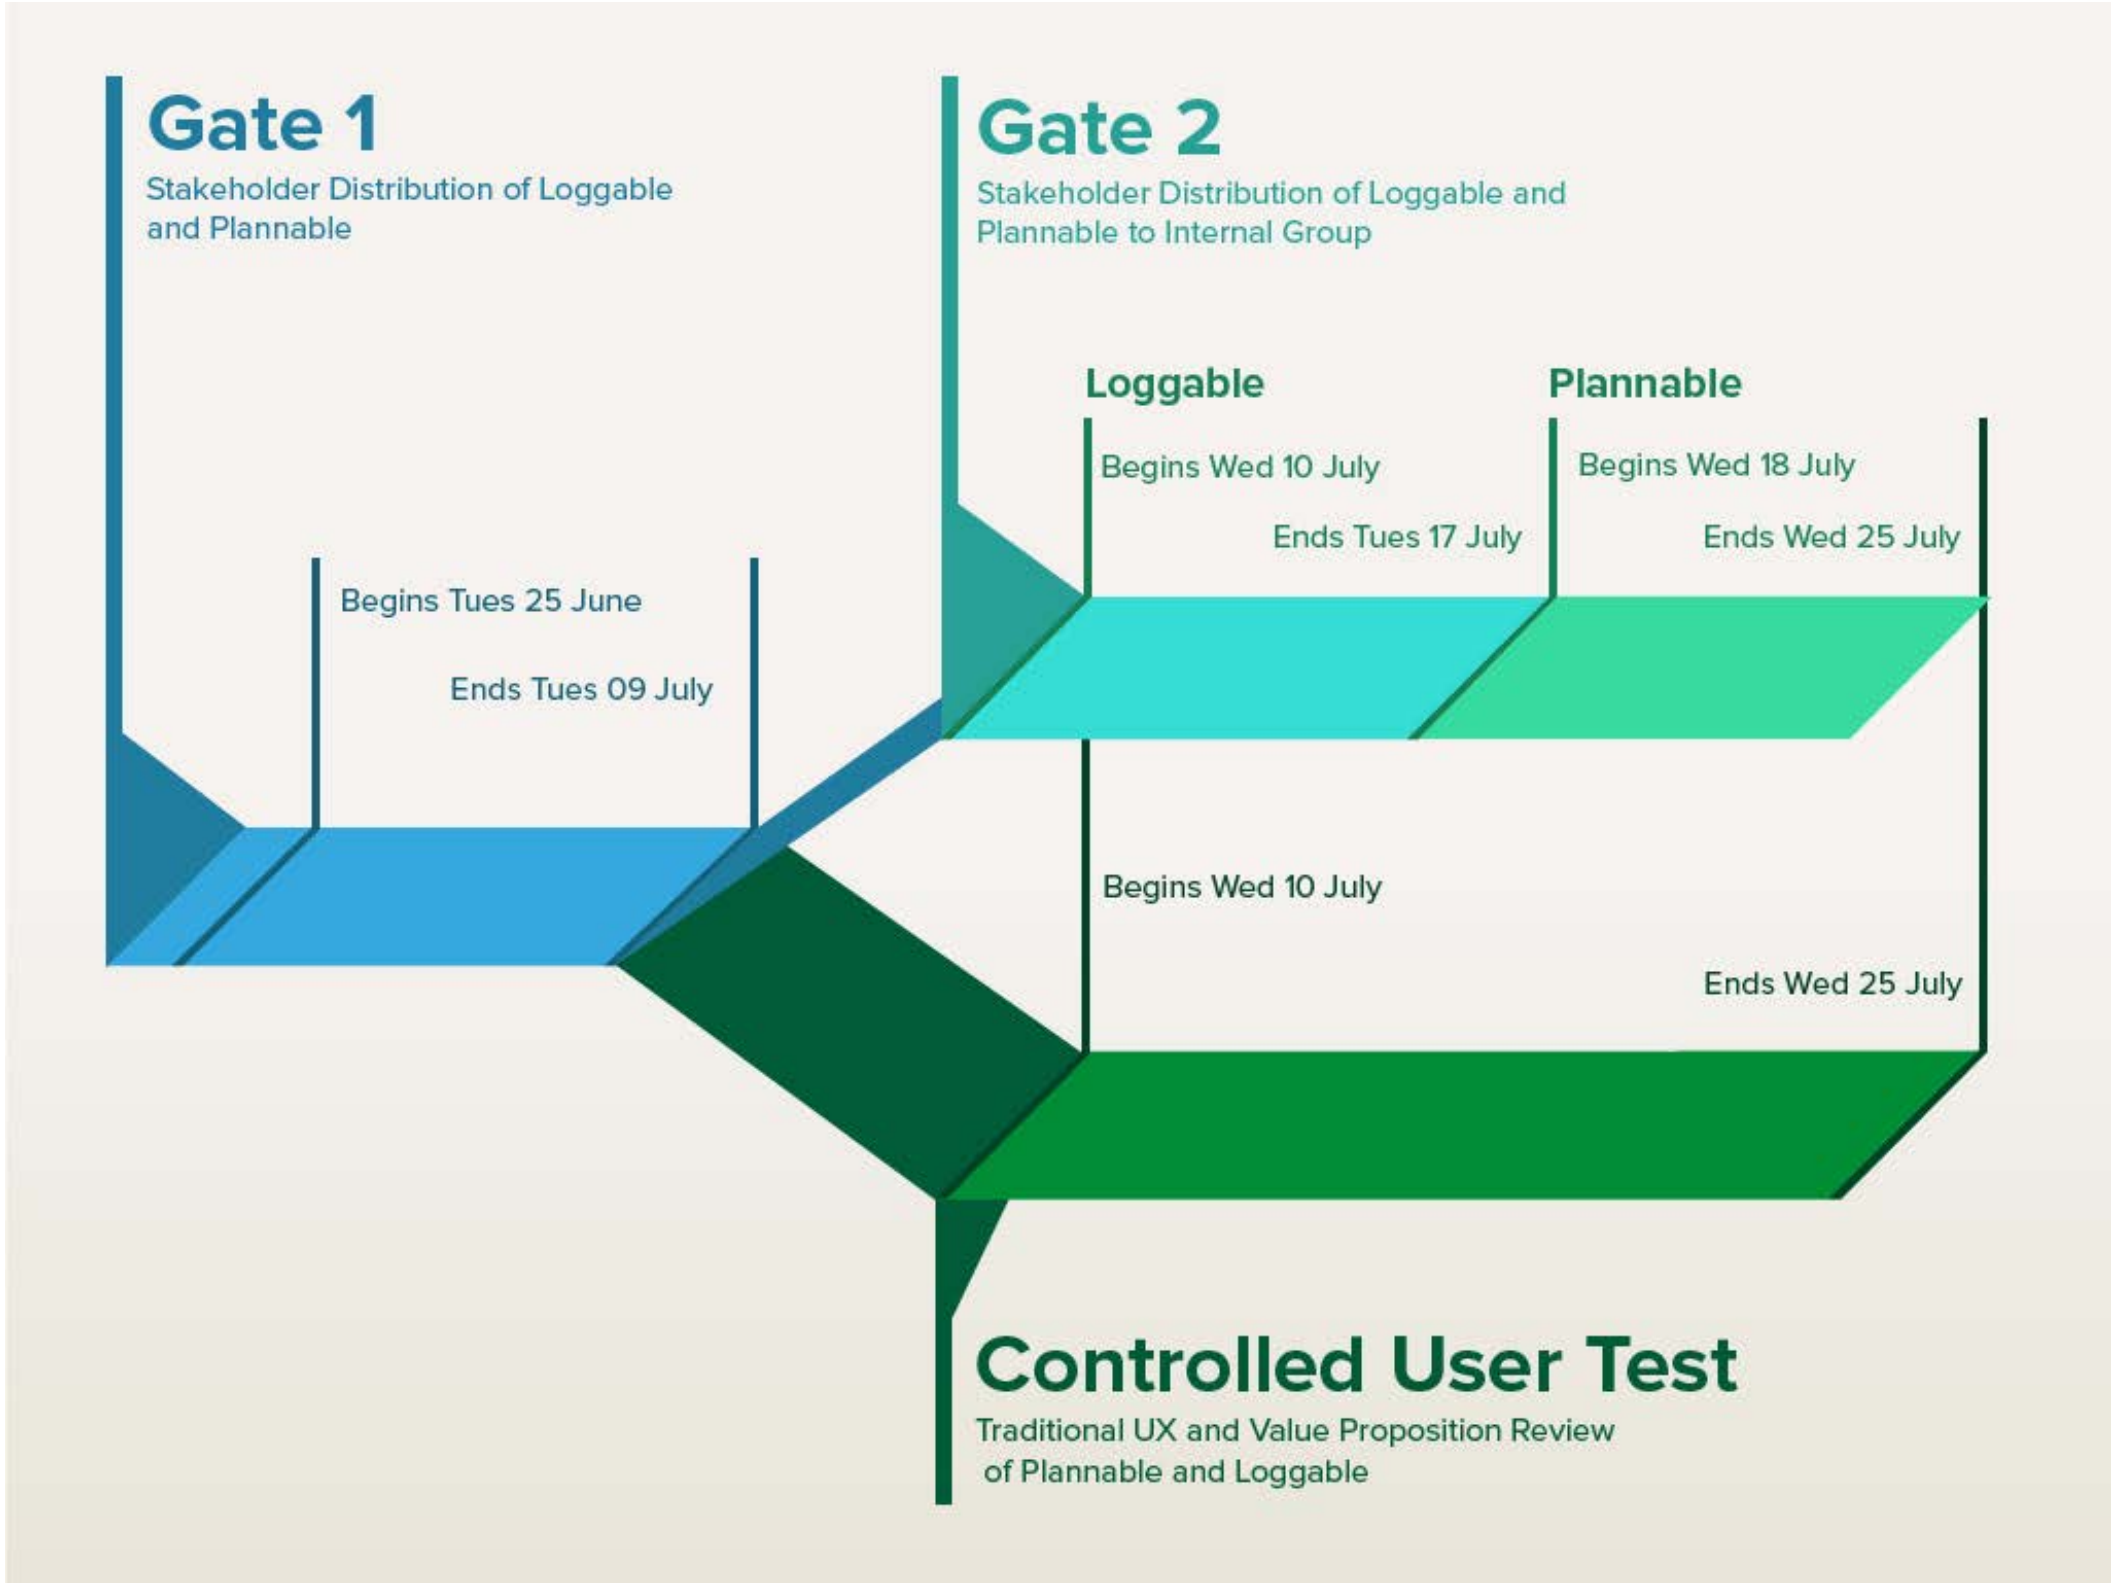 Gate 1
Stakeholder Distribution of Loggable
and Plannable
Gate 2
Stakeholder Distribution of Loggable and
Plannable to Internal Group
Loggable
Plannable
Begins Wed 10 July
Ends Tues 17 July
Begins Wed 18 July
Ends Wed 25 July
Begins Tues 25 June
Ends Tues 09 July
Begins Wed 10 July
Ends Wed 25 July
Controlled User Test
Traditional UX and Value Proposition Review
of Plannable and Loggable